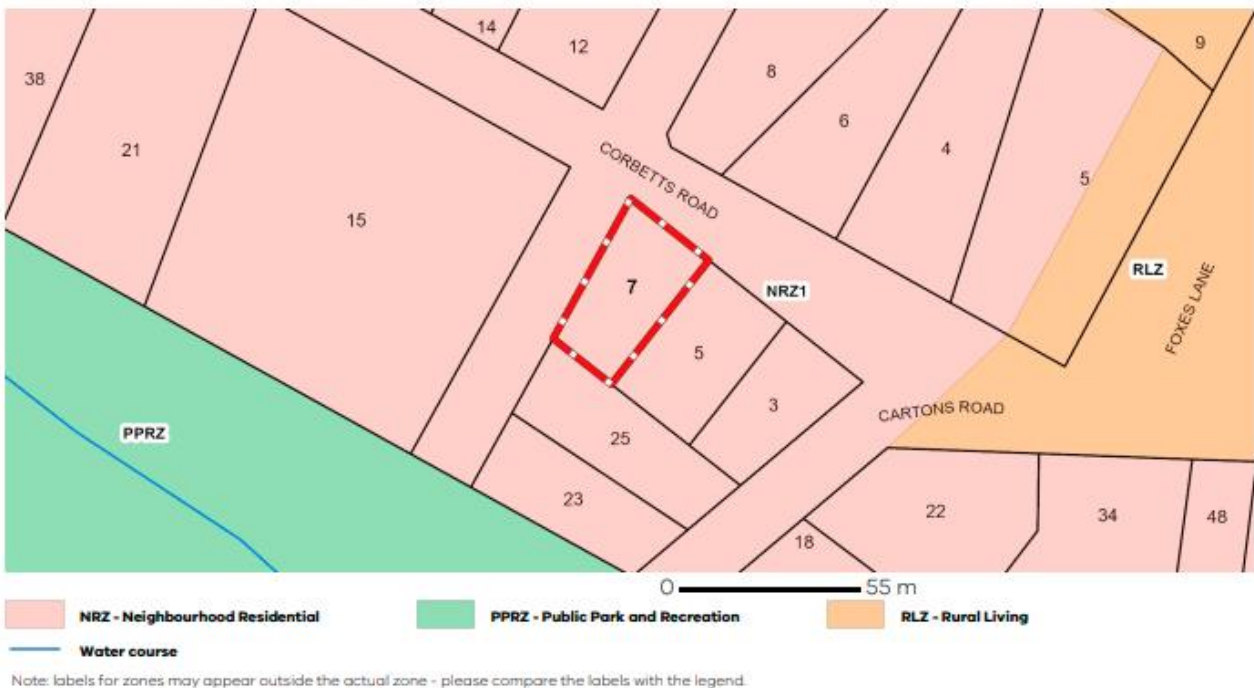 14
12
9
38
8
6
21
CORBETTS ROAD
4
5
15
RLZ
7
NRZ1
FOXES LANE
5
3
CARTONS ROAD
PPRZ
25
23
22
34
48
18
0 55 m
NRZ - Neighbourhood Residential PPRZ - Public Park and Recreation RLZ - Rural Living
Water course
Note: labels for zones may appear outside the actual zone - please compare the labels with the legend.